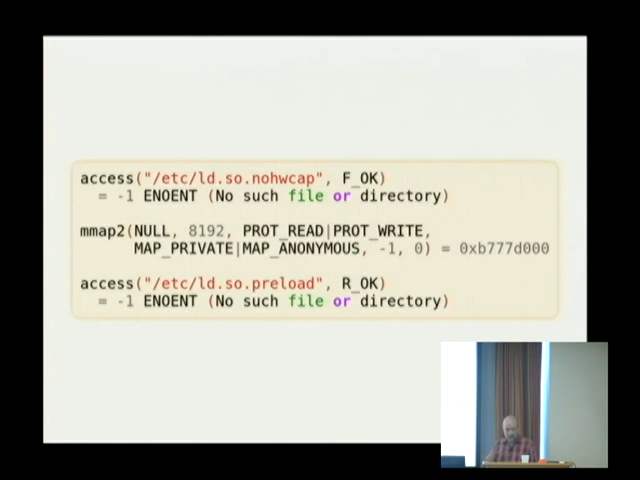 access("/etc/ld.so.nohwcap", F_OK)
= -1 ENOENT (No such file or directory)
mmap2(NULL, 8192, PROT_READ|PROT_WRITE,
MAP_PRIVATE|MAP_ANONYMOUS, -1, 0) = 0xb777d000
access("/etc/ld.so.preload", R_OK)
= -1 ENOENT (No such file or directory)